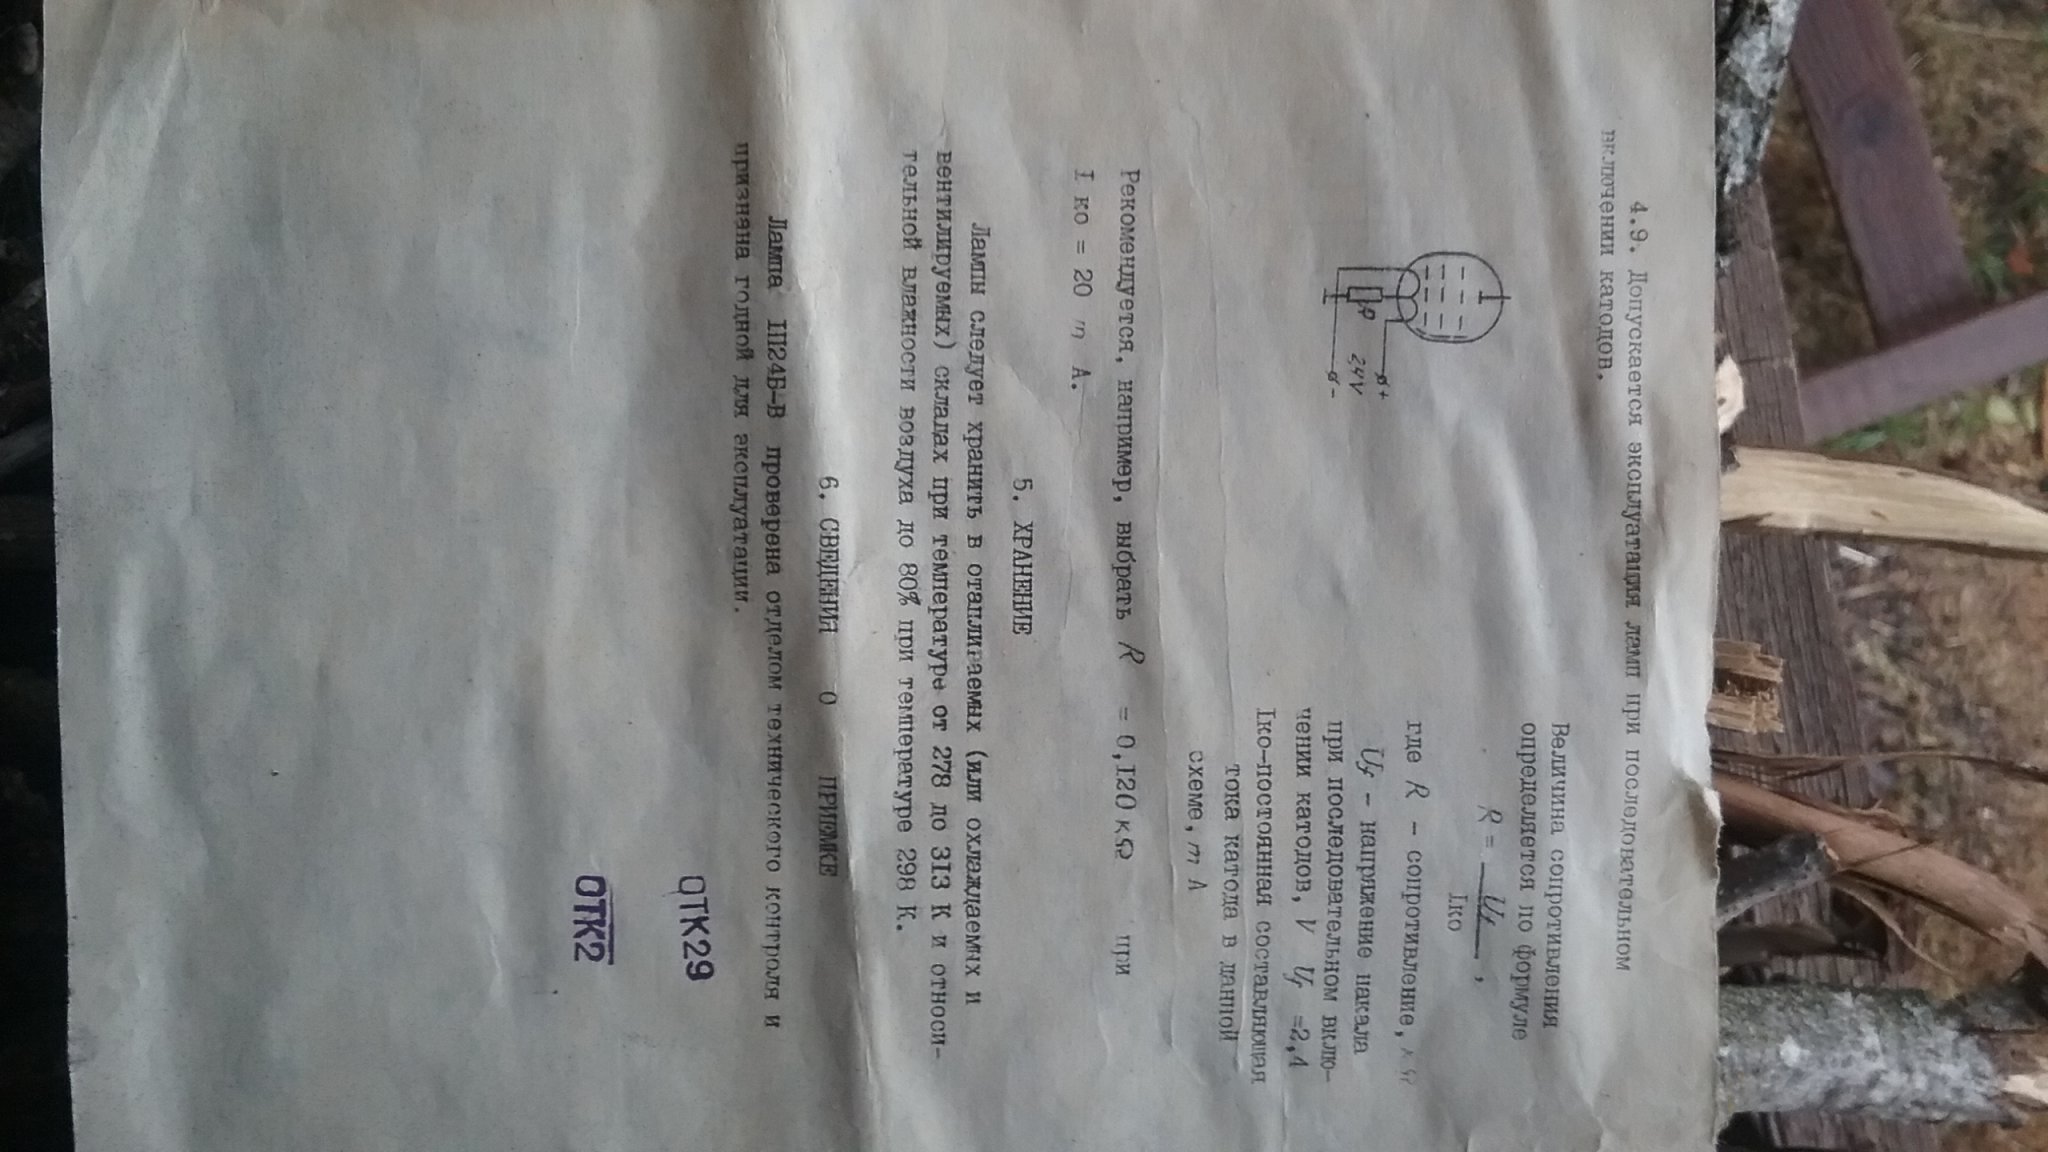 4.9. Допускается эксплуатация ламп при последовательном
включении катодов.
Величина сопротивления
определяется по формуле
R = Uf ,
Iко
где R – сопротивление, кΩ
Uf – напряжение накала
при последовательном вклю-
чении катодов, V Uf =2,4
Iко-постоянная составляющая
тока катода в данной
схеме, m A
R
+
2,4V
-
Рекомендуется, например, выбрать R = 0,120 кΩ при
I ко = 20 m A.
5. ХРАНЕНИЕ
Лампы следует хранить в отапливаемых (или охлаждаемых и
вентилируемых) складах при температуре от 278 до 313 К и относи-
тельной влажности воздуха до 80% при температуре 298 К.
6. СВЕДЕНИЯ О ПРИЕМКЕ
Лампа 1П24Б-В проверена отделом технического контроля и
признана годной для эксплуатации.
ОТК29
ОТК2